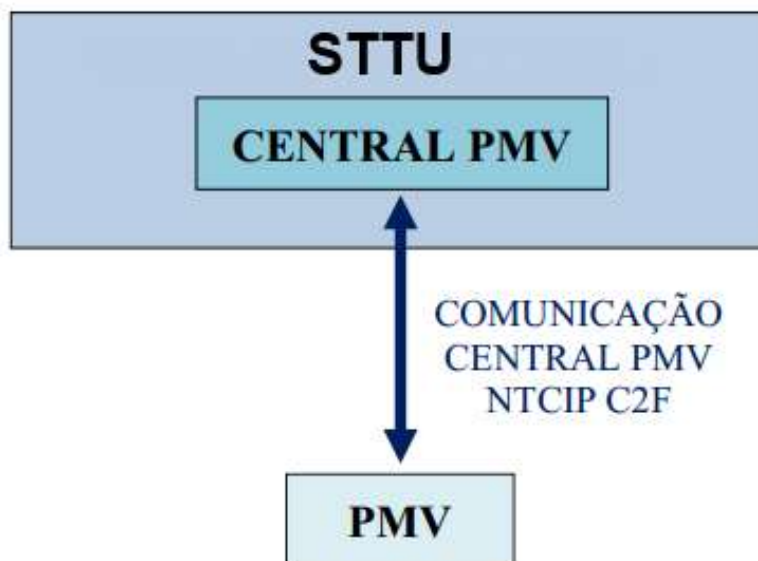 STTU
CENTRAL PMV
COMUNICAÇÃO
CENTRAL PMV
NTCIP C2F
PMV